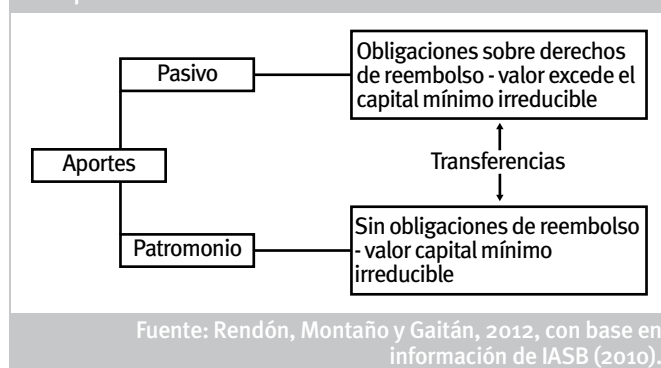 Obligaciones sobre derechos
de reembolso - valor excede el
capital mínimo irreducible
Pasivo
Aportes
Transferencias
Patromonio
Sin obligaciones de reembolso
- valor capital mínimo
irreducible
Fuente: Rendón, Montaño y Gaitán, 2012, con base en
información de IASB (2010).